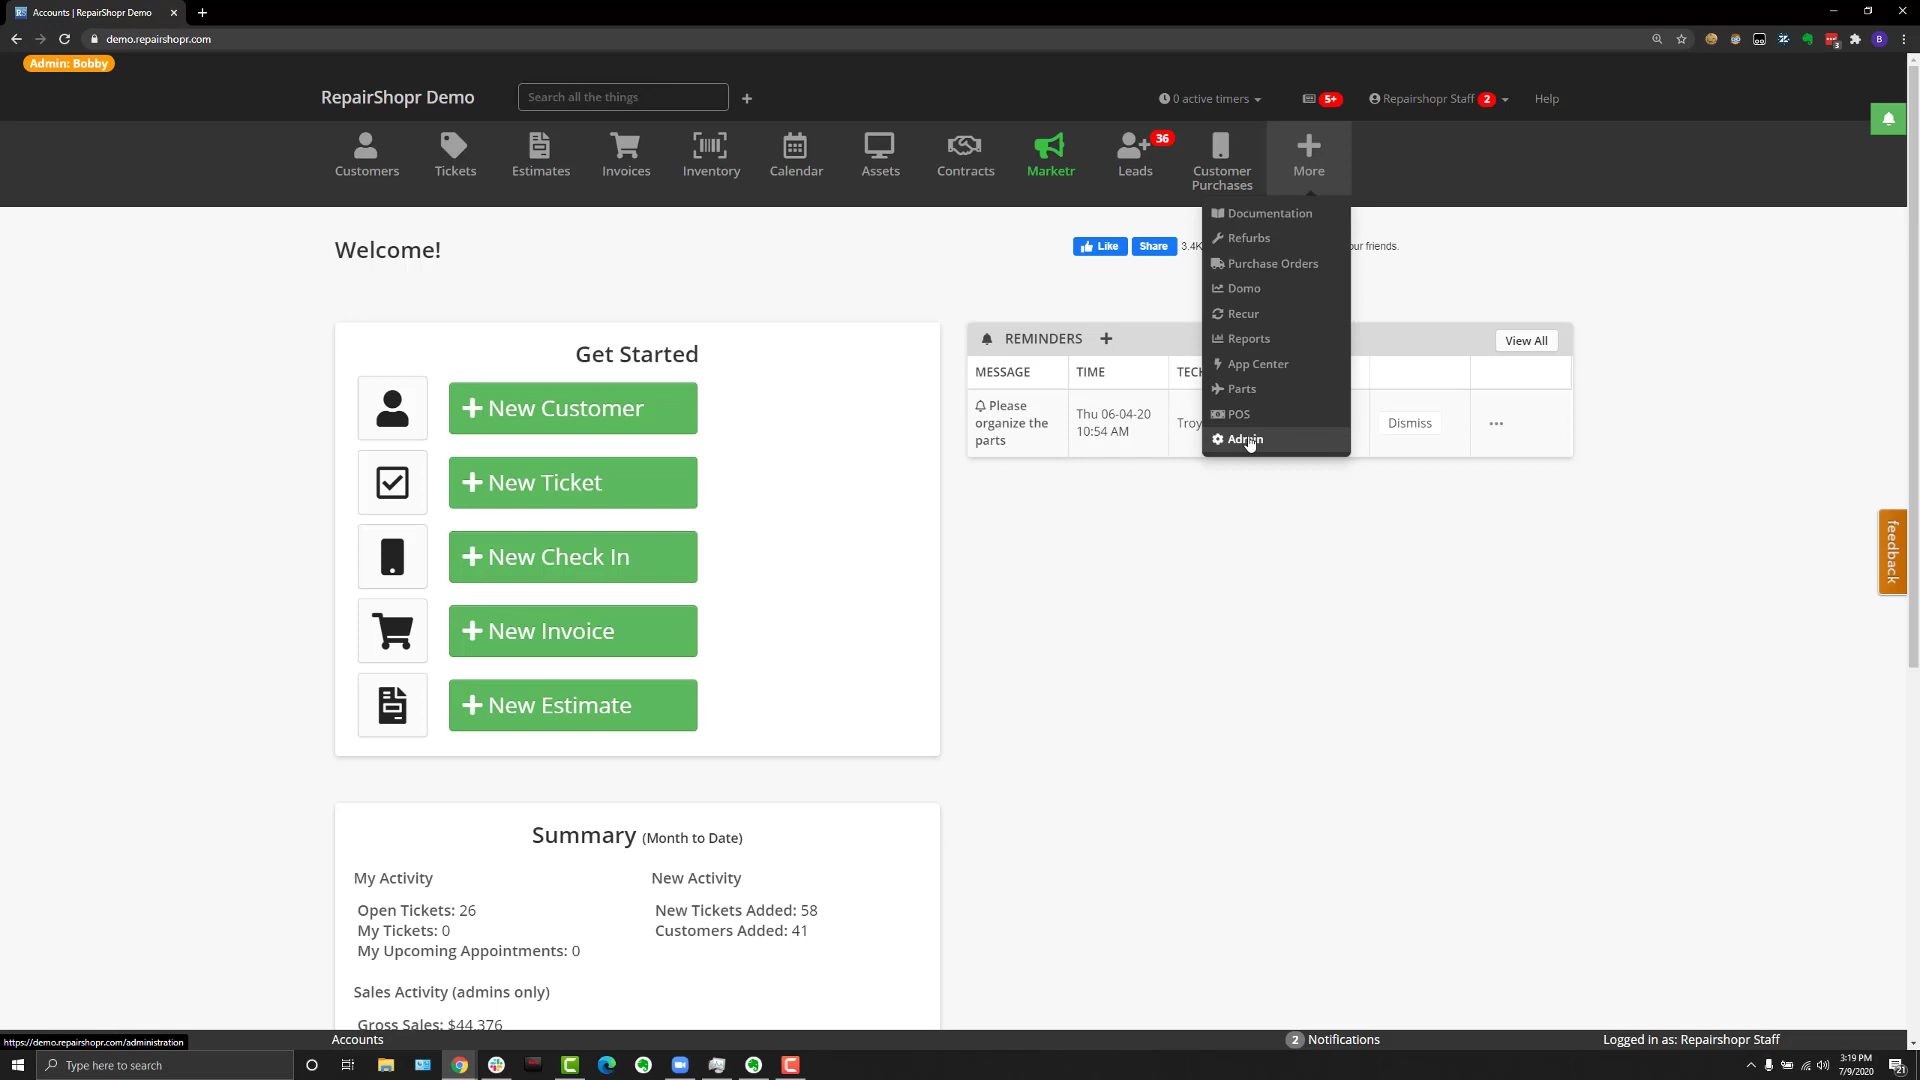 Accounts | RepairShopr Demo
demo.repairshopr.com
3
B
Admin: Bobby
RepairShopr Demo
Search all the things
0 active timers
5+
Repairshopr Staff 2
Help
Customers
Tickets
Estimates
Invoices
Inventory
Calendar
Assets
Contracts
Marketr
Leads
36
Customer
Purchases
More
Documentation
Refurbs
Purchase Orders
Domo
Recur
Reports
App Center
Parts
POS
Admin
Welcome!
Like
Share
3.4K
our friends.
Get Started
New Customer
New Ticket
New Check In
New Invoice
New Estimate
REMINDERS
View All
MESSAGE
TIME
TECH
Please
organize the
parts
Thu 06-04-20
10:54 AM
Troy
Dismiss
Summary (Month to Date)
My Activity
New Activity
Open Tickets: 26
My Tickets: 0
My Upcoming Appointments: 0
New Tickets Added: 58
Customers Added: 41
Sales Activity (admins only)
Gross Sales: $44,376
feedback
https://demo.repairshopr.com/administration
Accounts
2 Notifications
Logged in as: Repairshopr Staff
Type here to search
3:19 PM
7/9/2020
21